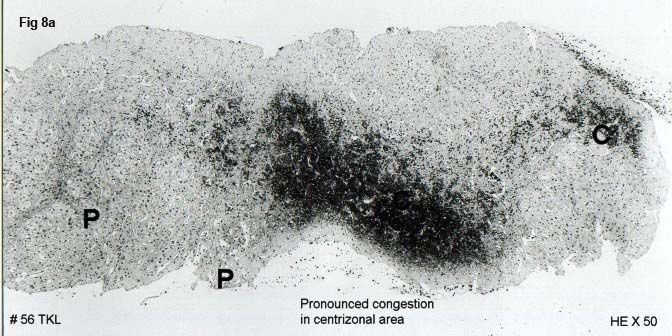 Fig 8a
C
C
P
P
Pronounced congestion
in centrizonal area
# 56 TKL
HE X 50